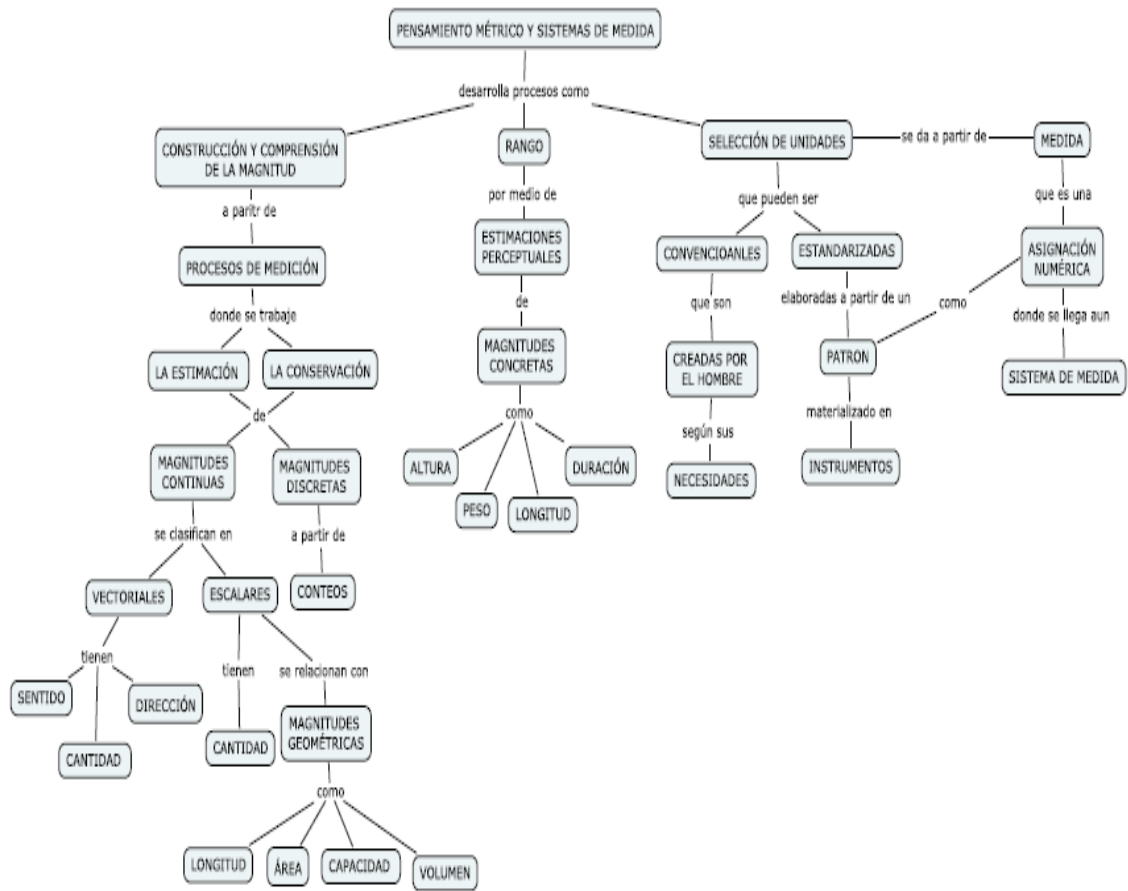 PENSAMIENTO MÉTRICO Y SISTEMAS DE MEDIDA
desarrolla procesos como
CONSTRUCCIÓN Y COMPRENSIÓN
DE LA MAGNITUD
a paritr de
PROCESOS DE MEDICIÓN
donde se trabaje
LA ESTIMACIÓN
LA CONSERVACIÓN
de
MAGNITUDES
CONTINUAS
MAGNITUDES
DISCRETAS
se clasifican en
a partir de
VECTORIALES
ESCALARES
CONTEOS
tienen
SENTIDO
CANTIDAD
DIRECCIÓN
tienen
CANTIDAD
se relacionan con
MAGNITUDES
GEOMÉTRICAS
como
LONGITUD
ÁREA
CAPACIDAD
VOLUMEN
RANGO
por medio de
ESTIMACIONES
PERCEPTUALES
de
MAGNITUDES
CONCRETAS
como
ALTURA
PESO
LONGITUD
DURACIÓN
SELECCIÓN DE UNIDADES
se da a partir de
MEDIDA
que pueden ser
CONVENCIOANLES
ESTANDARIZADAS
que son
CREADAS POR
EL HOMBRE
según sus
NECESIDADES
elaboradas a partir de un
PATRON
materializado en
INSTRUMENTOS
que es una
ASIGNACIÓN
NUMÉRICA
como
donde se llega aun
SISTEMA DE MEDIDA